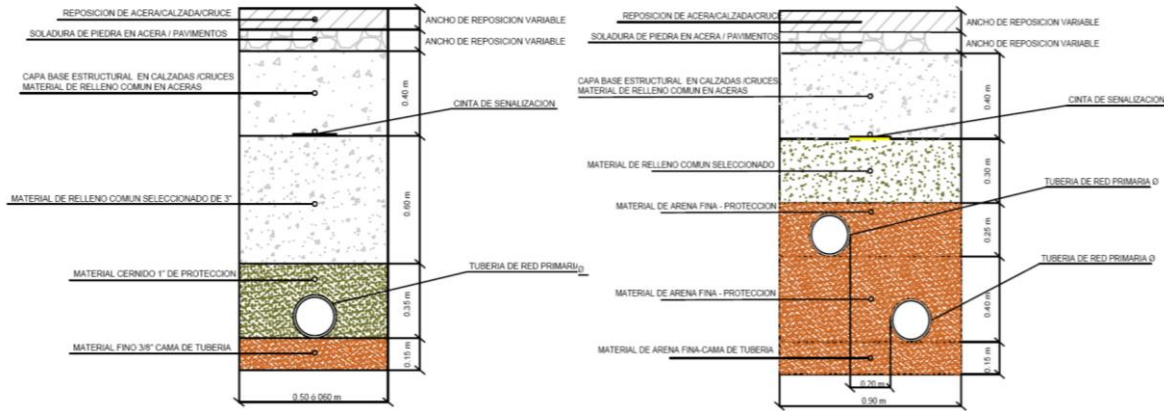 REPOSICION DE ACERA/CALZADA/CRUCE
ANCHO DE REPOSICION VARIABLE
SOLADURA DE PIEDRA EN ACERA / PAVIMENTOS
ANCHO DE REPOSICION VARIABLE
CAPA BASE ESTRUCTURAL EN CALZADAS /CRUCES
MATERIAL DE RELLENO COMUN EN ACERAS
0.40 m
CINTA DE SENALIZACION
MATERIAL DE RELLENO COMUN SELECCIONADO DE 3"
0.60 m
TUBERIA DE RED PRIMARIA Ø
MATERIAL CERNIDO 1" DE PROTECCION
0.35 m
MATERIAL FINO 3/8" CAMA DE TUBERIA
0.15 m
0.50 ó 060 m
REPOSICION DE ACERA/CALZADA/CRUCE
ANCHO DE REPOSICION VARIABLE
SOLADURA DE PIEDRA EN ACERA / PAVIMENTOS
ANCHO DE REPOSICION VARIABLE
CAPA BASE ESTRUCTURAL EN CALZADAS /CRUCES
MATERIAL DE RELLENO COMUN EN ACERAS
0.40 m
CINTA DE SENALIZACION
MATERIAL DE RELLENO COMUN SELECCIONADO
0.30 m
TUBERIA DE RED PRIMARIA Ø
MATERIAL DE ARENA FINA - PROTECCION
0.25 m
TUBERIA DE RED PRIMARIA Ø
MATERIAL DE ARENA FINA - PROTECCION
0.40 m
MATERIAL DE ARENA FINA-CAMA DE TUBERIA
0.15 m
0.20 m
0.90 m